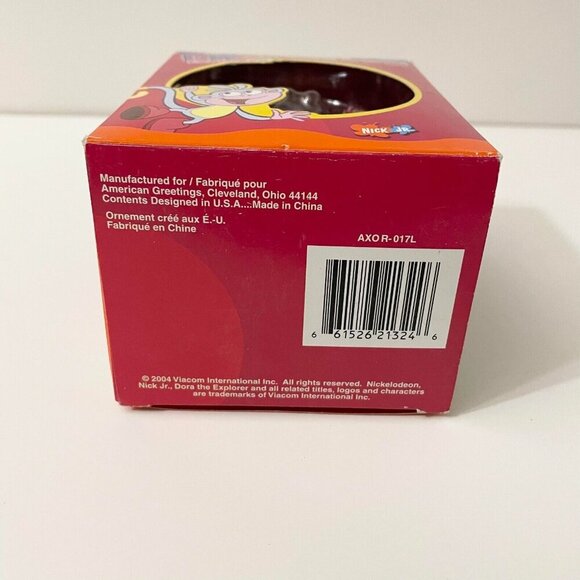 NICK JR.
Manufactured for / Fabriqué pour
American Greetings, Cleveland, Ohio 44144
Contents Designed in U.S.A....Made in China
Ornement créé aux É.-U.
Fabriqué en Chine
AXO R- 017L
6 61526 21324 6
© 2004 Viacom International Inc. All rights reserved. Nickelodeon,
Nick Jr., Dora the Explorer and all related titles, logos and characters
are trademarks of Viacom International Inc.